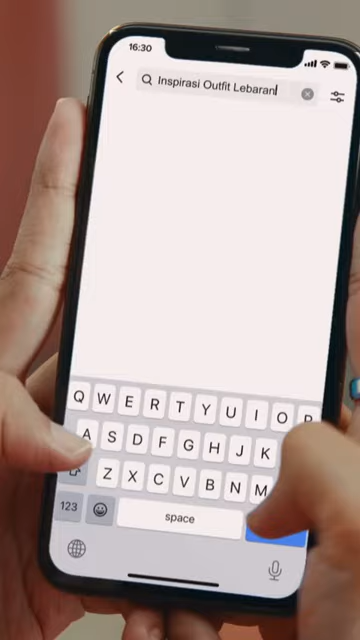 16:30
Inspirasi Outfit Lebaran
Q W E R T Y U I O P
A S D F G H J K
Z X C V B N M
123 space